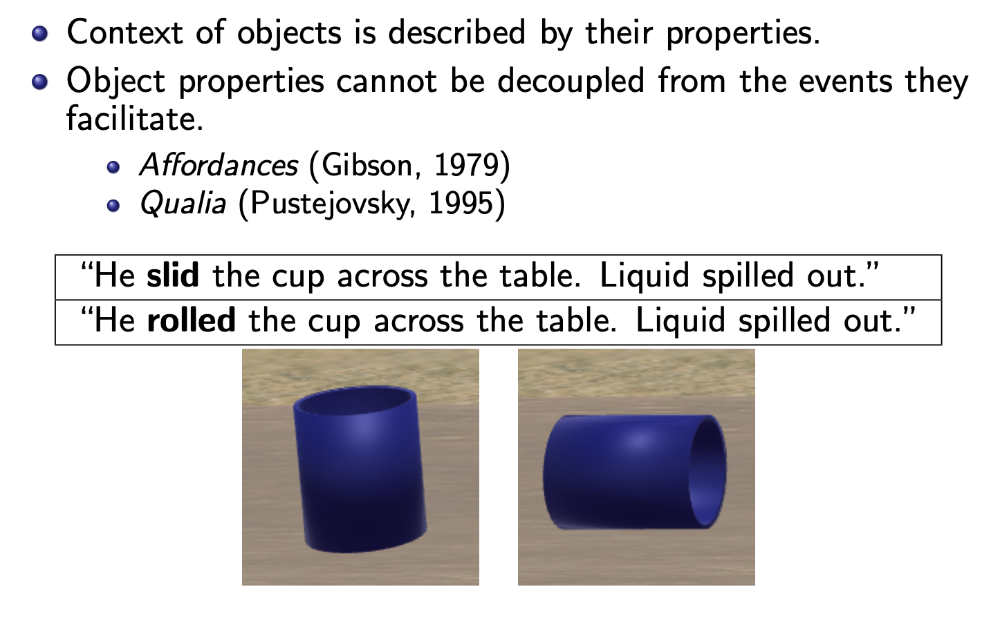 Context of objects is described by their properties.
Object properties cannot be decoupled from the events they
facilitate.
Affordances (Gibson, 1979)
Qualia (Pustejovsky, 1995)
“He slid the cup across the table. Liquid spilled out.”
“He rolled the cup across the table. Liquid spilled out.”